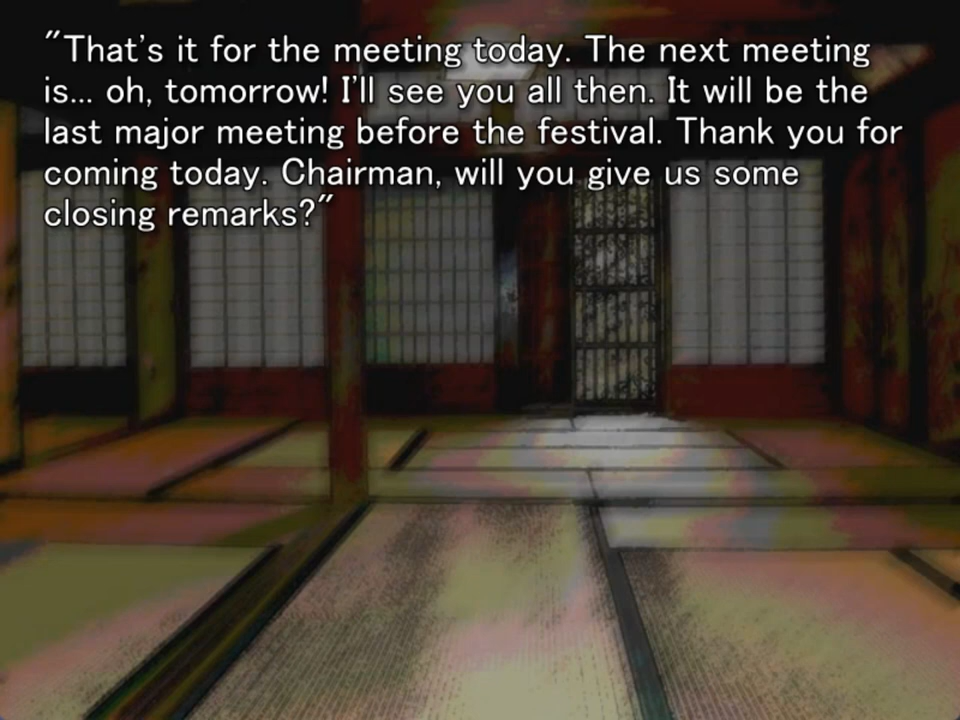 "That's it for the meeting today. The next meeting
is... oh, tomorrow! I'll see you all then. It will be the
last major meeting before the festival. Thank you for
coming today. Chairman, will you give us some
closing remarks?"